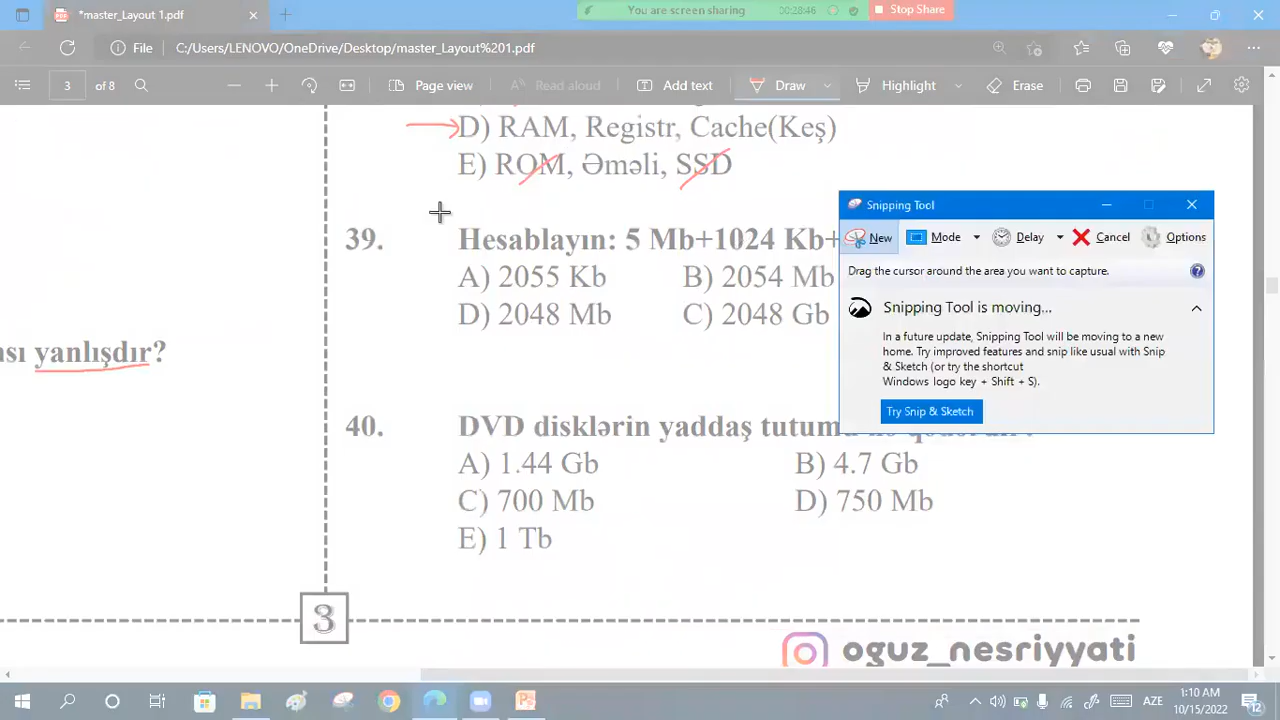 *master_Layout 1.pdf
You are screen sharing
00:28:46
Stop Share
File
C:/Users/LENOVO/OneDrive/Desktop/master_Layout%201.pdf
3 of 8
Page view
Read aloud
Add text
Draw
Highlight
Erase
D) RAM, Registr, Cache(Keş)
E) ROM, Əməli, SSD
39. Hesablayın: 5 Mb+1024 Kb+
A) 2055 Kb B) 2054 Mb
D) 2048 Mb C) 2048 Gb
yanlışdır?
40. DVD disklərin yaddaş tutumu
A) 1.44 Gb B) 4.7 Gb
C) 700 Mb D) 750 Mb
E) 1 Tb
3
oguz_nesriyyati
Snipping Tool
New Mode Delay Cancel Options
Drag the cursor around the area you want to capture.
Snipping Tool is moving...
In a future update, Snipping Tool will be moving to a new
home. Try improved features and snip like usual with Snip
& Sketch (or try the shortcut
Windows logo key + Shift + S).
Try Snip & Sketch
AZE
1:10 AM
10/15/2022
12